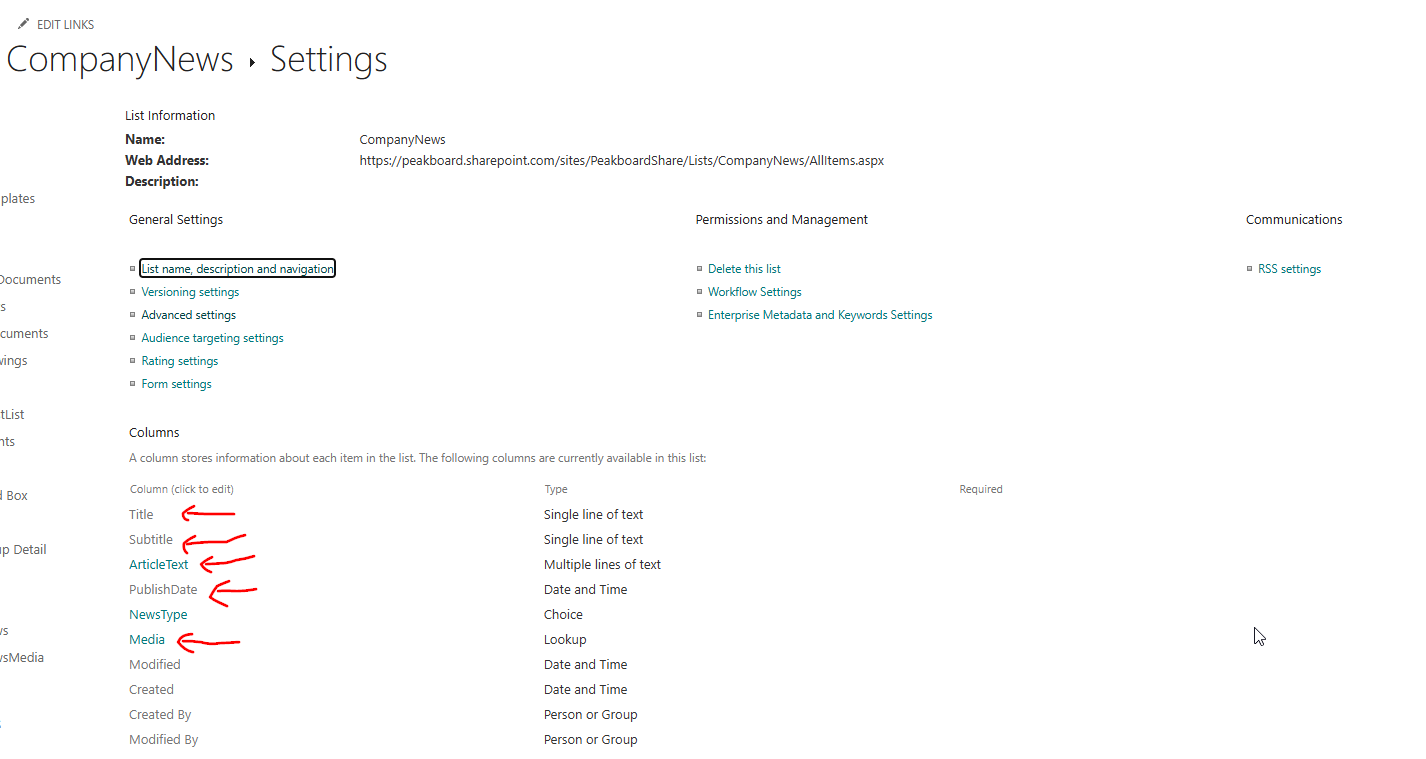 EDIT LINKS
CompanyNews ▸ Settings
List Information
Name: CompanyNews
Web Address: https://peakboard.sharepoint.com/sites/PeakboardShare/Lists/CompanyNews/AllItems.aspx
Description:
plates
Documents
s
cuments
wings
tList
nts
d Box
up Detail
ws
wsMedia
s
General Settings Permissions and Management Communications
List name, description and navigation Delete this list RSS settings
Versioning settings Workflow Settings
Advanced settings Enterprise Metadata and Keywords Settings
Audience targeting settings
Rating settings
Form settings
Columns
A column stores information about each item in the list. The following columns are currently available in this list:
Column (click to edit) Type Required
Title Single line of text
Subtitle Single line of text
ArticleText Multiple lines of text
PublishDate Date and Time
NewsType Choice
Media Lookup
Modified Date and Time
Created Date and Time
Created By Person or Group
Modified By Person or Group